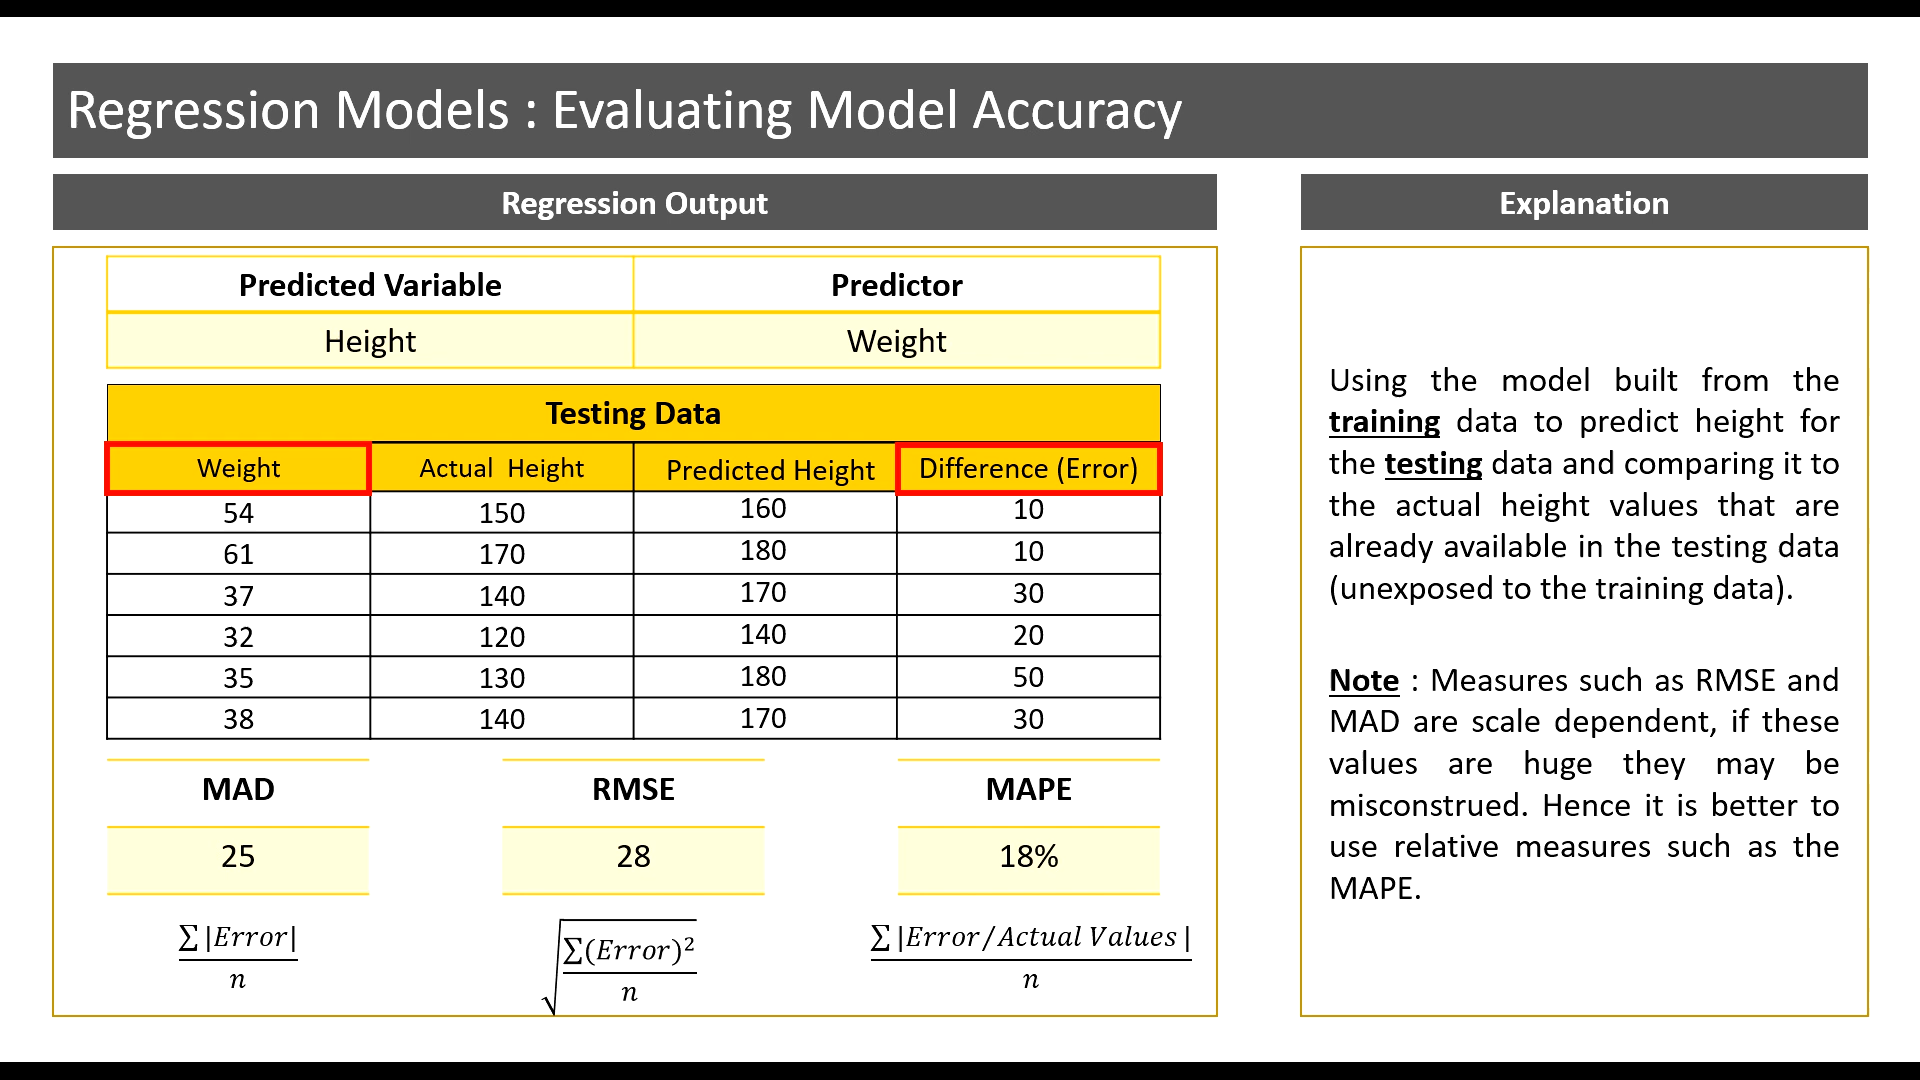 Regression Models : Evaluating Model Accuracy
Regression Output
Explanation
Predicted Variable Predictor
Height Weight
Testing Data
Weight Actual Height Predicted Height Difference (Error)
54 150 160 10
61 170 180 10
37 140 170 30
32 120 140 20
35 130 180 50
38 140 170 30
MAD RMSE MAPE
25 28 18%
∑|Error|/n
√(∑(Error)²/n)
∑|Error/Actual Values|/n
Using the model built from the
training data to predict height for
the testing data and comparing it to
the actual height values that are
already available in the testing data
(unexposed to the training data).
Note : Measures such as RMSE and
MAD are scale dependent, if these
values are huge they may be
misconstrued. Hence it is better to
use relative measures such as the
MAPE.